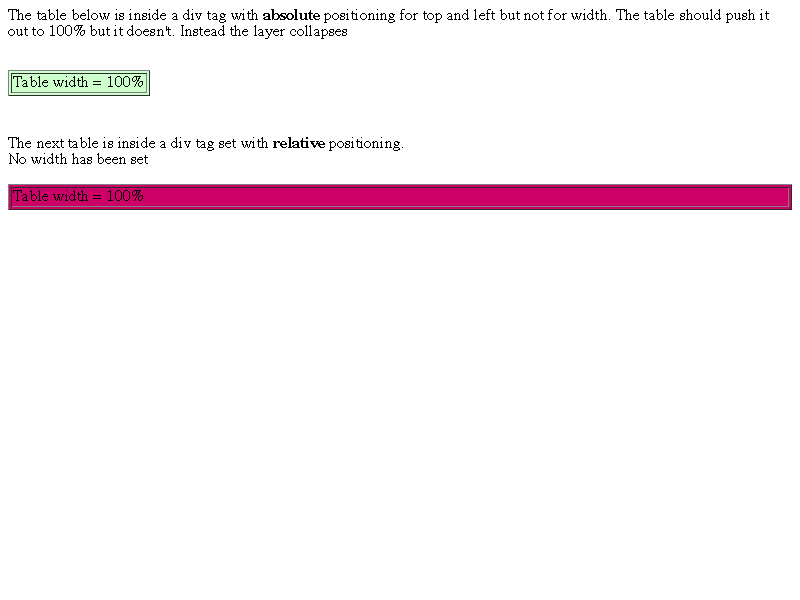 The table below is inside a div tag with absolute positioning for top and left but not for width. The table should push it
out to 100% but it doesn't. Instead the layer collapses
Table width = 100%
The next table is inside a div tag set with relative positioning.
No width has been set
Table width = 100%